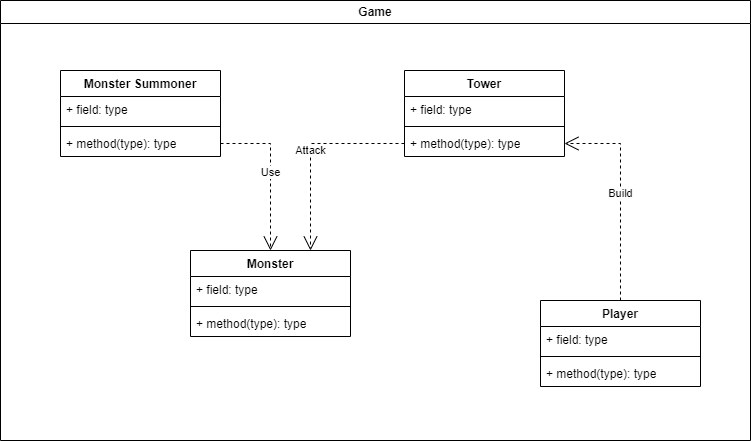 Game
Monster Summoner
+ field: type
+ method(type): type
Tower
+ field: type
+ method(type): type
Use
Attack
Build
Monster
+ field: type
+ method(type): type
Player
+ field: type
+ method(type): type